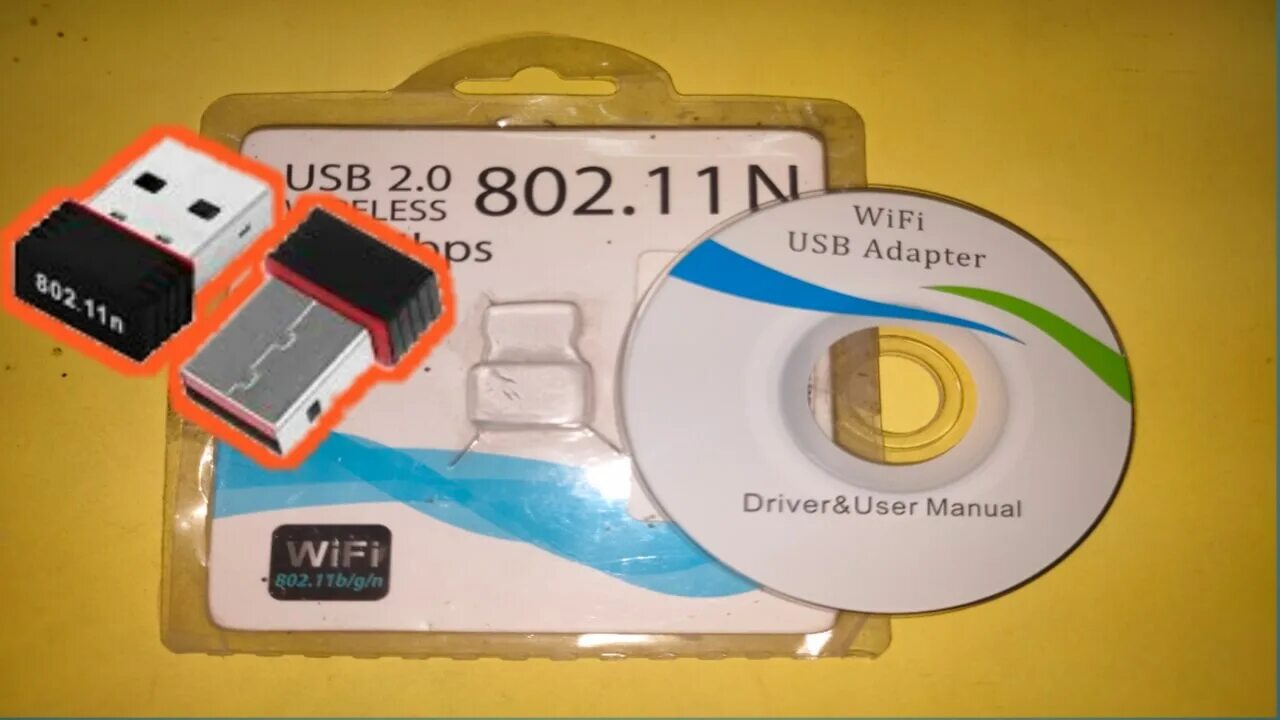 USB 2.0
802.11N
802.11n
WiFi
USB Adapter
Driver&User Manual
WiFi
802.11b/g/n